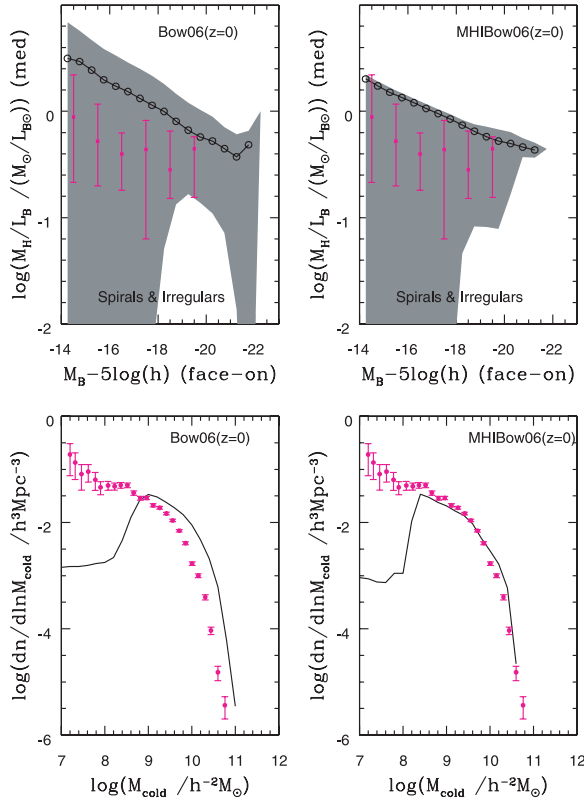 Bow06(z=0)
log(M_H/L_B /(M_⊙/L_B⊙)) (med)
0
-1
-2
Spirals & Irregulars
-14 -16 -18 -20 -22
M_B-5log(h) (face-on)
MHIBow06(z=0)
log(M_H/L_B /(M_⊙/L_B⊙)) (med)
0
-1
-2
Spirals & Irregulars
-14 -16 -18 -20 -22
M_B-5log(h) (face-on)
Bow06(z=0)
log(dn/dlnM_cold /h³Mpc⁻³)
0
-2
-4
-6
7 8 9 10 11 12
log(M_cold /h⁻²M_⊙)
MHIBow06(z=0)
log(dn/dlnM_cold /h³Mpc⁻³)
0
-2
-4
-6
7 8 9 10 11 12
log(M_cold /h⁻²M_⊙)